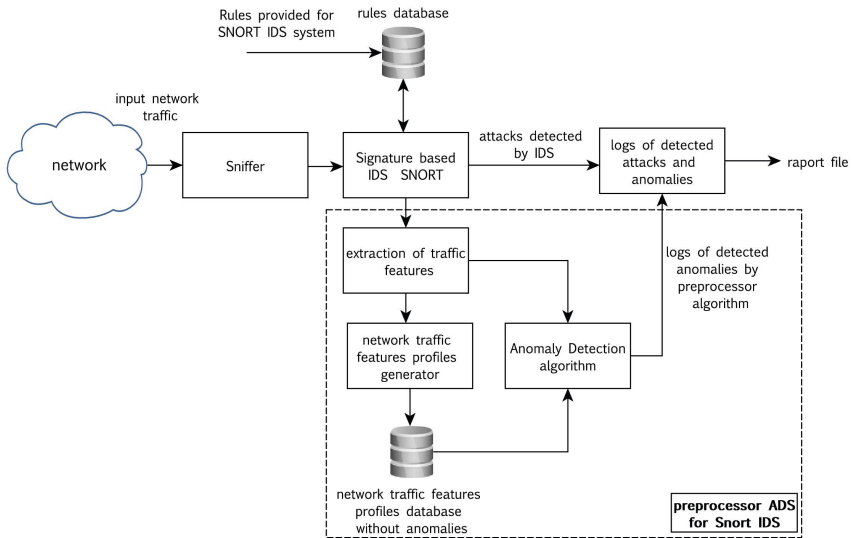 Rules provided for
SNORT IDS system
rules database
input network
traffic
network
Sniffer
Signature based
IDS SNORT
attacks detected
by IDS
logs of detected
attacks and
anomalies
raport file
extraction of traffic
features
logs of detected
anomalies by
preprocessor
algorithm
network traffic
features profiles
generator
Anomaly Detection
algorithm
network traffic features
profiles database
without anomalies
preprocessor ADS
for Snort IDS